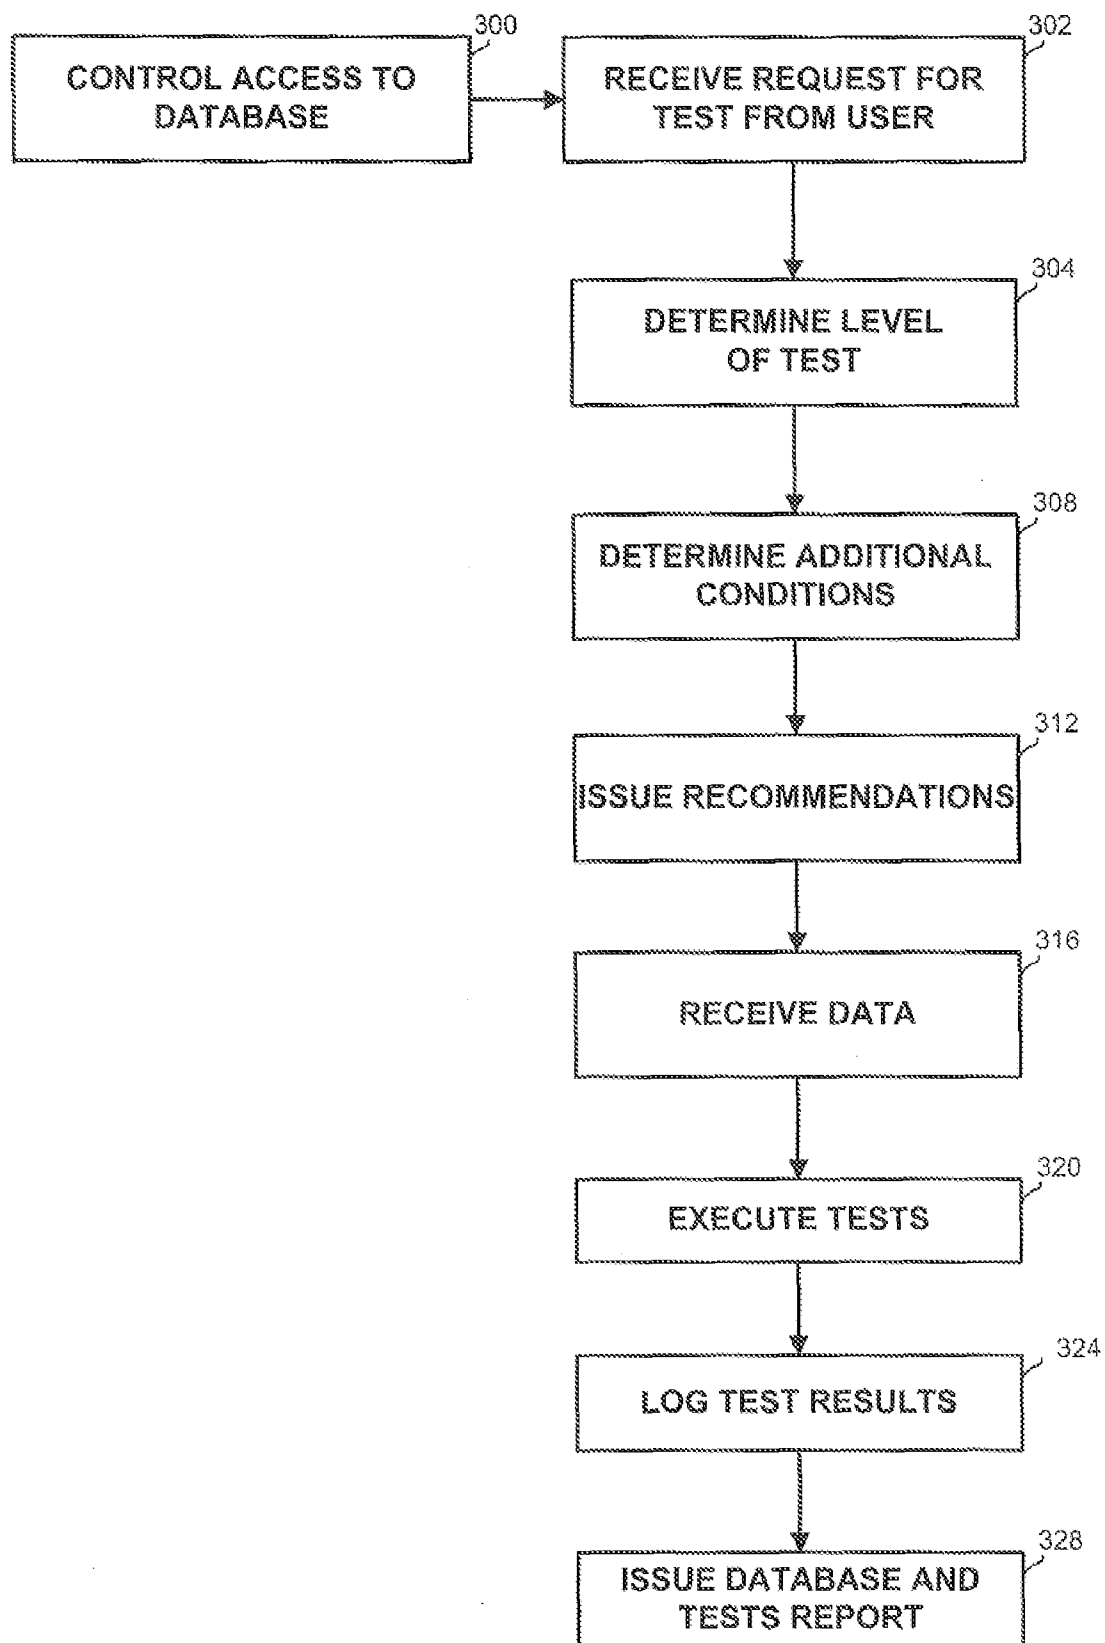 300
CONTROL ACCESS TO
DATABASE
302
RECEIVE REQUEST FOR
TEST FROM USER
304
DETERMINE LEVEL
OF TEST
308
DETERMINE ADDITIONAL
CONDITIONS
312
ISSUE RECOMMENDATIONS
316
RECEIVE DATA
320
EXECUTE TESTS
324
LOG TEST RESULTS
328
ISSUE DATABASE AND
TESTS REPORT